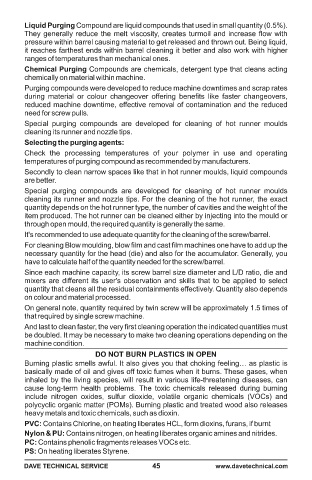 Liquid Purging Compound are liquid compounds that used in small quantity (0.5%).
They generally reduce the melt viscosity, creates turmoil and increase flow with
pressure within barrel causing material to get released and thrown out. Being liquid,
it reaches farthest ends within barrel cleaning it better and also work with higher
ranges of temperatures than mechanical ones.
Chemical Purging Compounds are chemicals, detergent type that cleans acting
chemically on material within machine.
Purging compounds were developed to reduce machine downtimes and scrap rates
during material or colour changeover offering benefits like faster changeovers,
reduced machine downtime, effective removal of contamination and the reduced
need for screw pulls.
Special purging compounds are developed for cleaning of hot runner moulds
cleaning its runner and nozzle tips.
Selecting the purging agents:
Check the processing temperatures of your polymer in use and operating
temperatures of purging compound as recommended by manufacturers.
Secondly to clean narrow spaces like that in hot runner moulds, liquid compounds
are better.
Special purging compounds are developed for cleaning of hot runner moulds
cleaning its runner and nozzle tips. For the cleaning of the hot runner, the exact
quantity depends on the hot runner type, the number of cavities and the weight of the
item produced. The hot runner can be cleaned either by injecting into the mould or
through open mould, the required quantity is generally the same.
It's recommended to use adequate quantity for the cleaning of the screw/barrel.
For cleaning Blow moulding, blow film and cast film machines one have to add up the
necessary quantity for the head (die) and also for the accumulator. Generally, you
have to calculate half of the quantity needed for the screw/barrel.
Since each machine capacity, its screw barrel size diameter and L/D ratio, die and
mixers are different its user's observation and skills that to be applied to select
quantity that cleans all the residual containments effectively. Quantity also depends
on colour and material processed.
On general note, quantity required by twin screw will be approximately 1.5 times of
that required by single screw machine.
And last to clean faster, the very first cleaning operation the indicated quantities must
be doubled. It may be necessary to make two cleaning operations depending on the
machine condition.
DO NOT BURN PLASTICS IN OPEN
Burning plastic smells awful. It also gives you that choking feeling… as plastic is
basically made of oil and gives off toxic fumes when it burns. These gases, when
inhaled by the living species, will result in various life-threatening diseases, can
cause long-term health problems. The toxic chemicals released during burning
include nitrogen oxides, sulfur dioxide, volatile organic chemicals (VOCs) and
polycyclic organic matter (POMs). Burning plastic and treated wood also releases
heavy metals and toxic chemicals, such as dioxin.
PVC: Contains Chlorine, on heating liberates HCL, form dioxins, furans, if burnt
Nylon & PU: Contains nitrogen, on heating liberates organic amines and nitrides.
PC: Contains phenolic fragments releases VOCs etc.
PS: On heating liberates Styrene.
DAVE TECHNICAL SERVICE 45 www.davetechnical.com